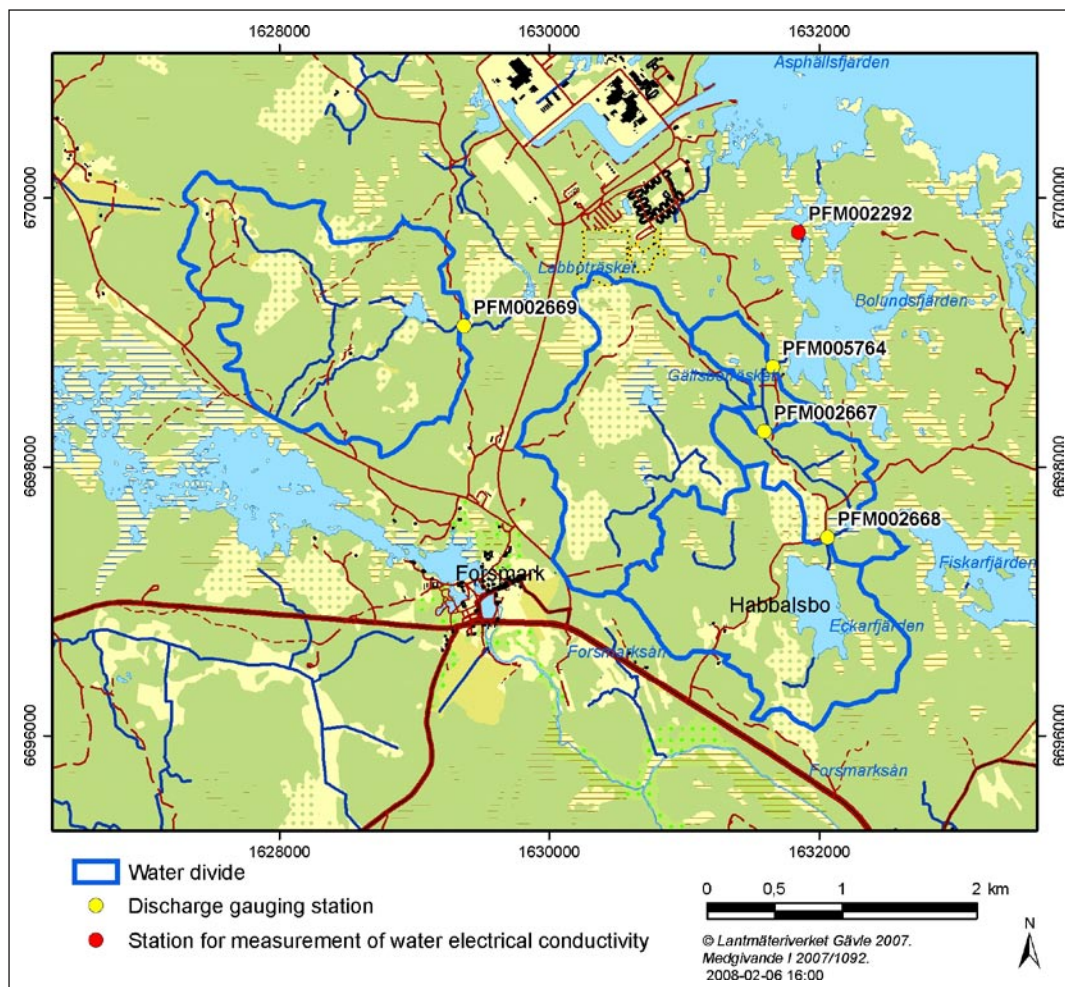 1628000
1630000
1632000
Asphällsfjärden
6700000
6700000
PFM002292
Labboträsket
Bolundsfjärden
PFM002669
PFM005764
Gällsboträsket
PFM002667
6698000
6698000
PFM002668
Forsmark
Fiskarfjärden
Habbalsbo
Eckarfjärden
Forsmarksån
6696000
6696000
Forsmarksån
1628000
1630000
1632000
Water divide
Discharge gauging station
Station for measurement of water electrical conductivity
0 0,5 1 2 km
N
© Lantmäteriverket Gävle 2007.
Medgivande I 2007/1092.
2008-02-06 16:00